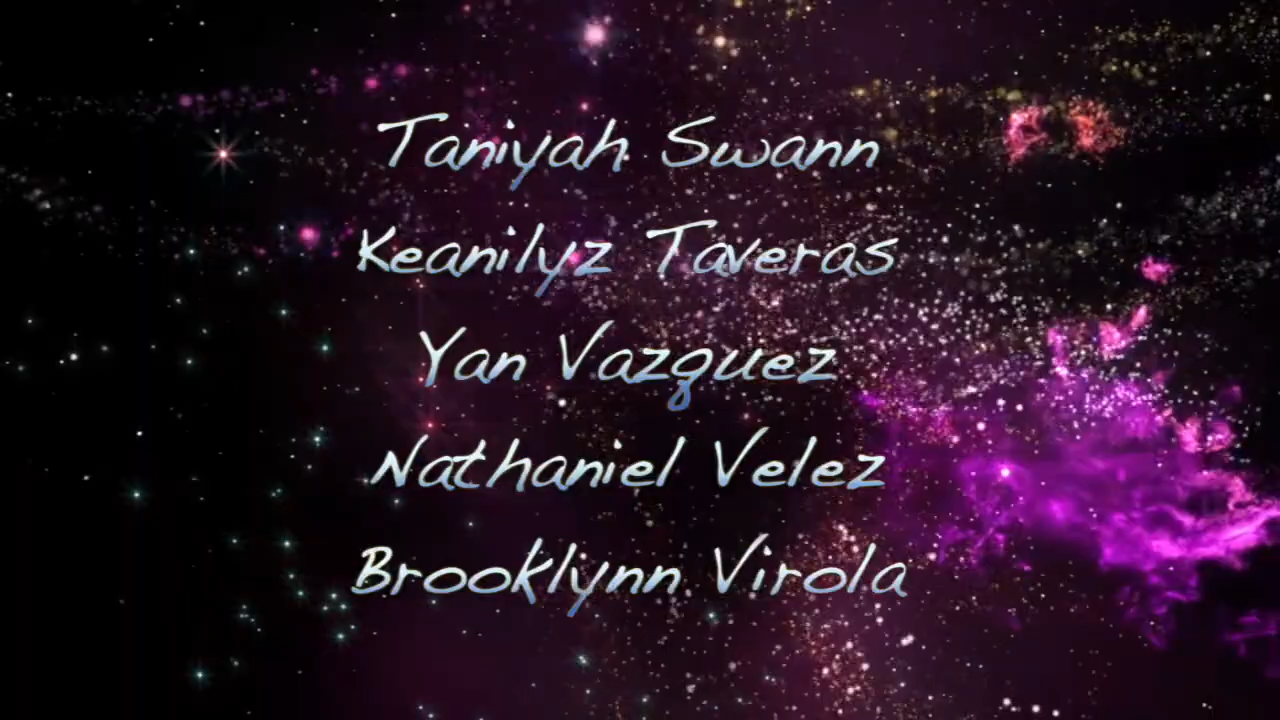 Taniyah Swann
Keanilyz Taveras
Yan Vazquez
Nathaniel Velez
Brooklynn Virola